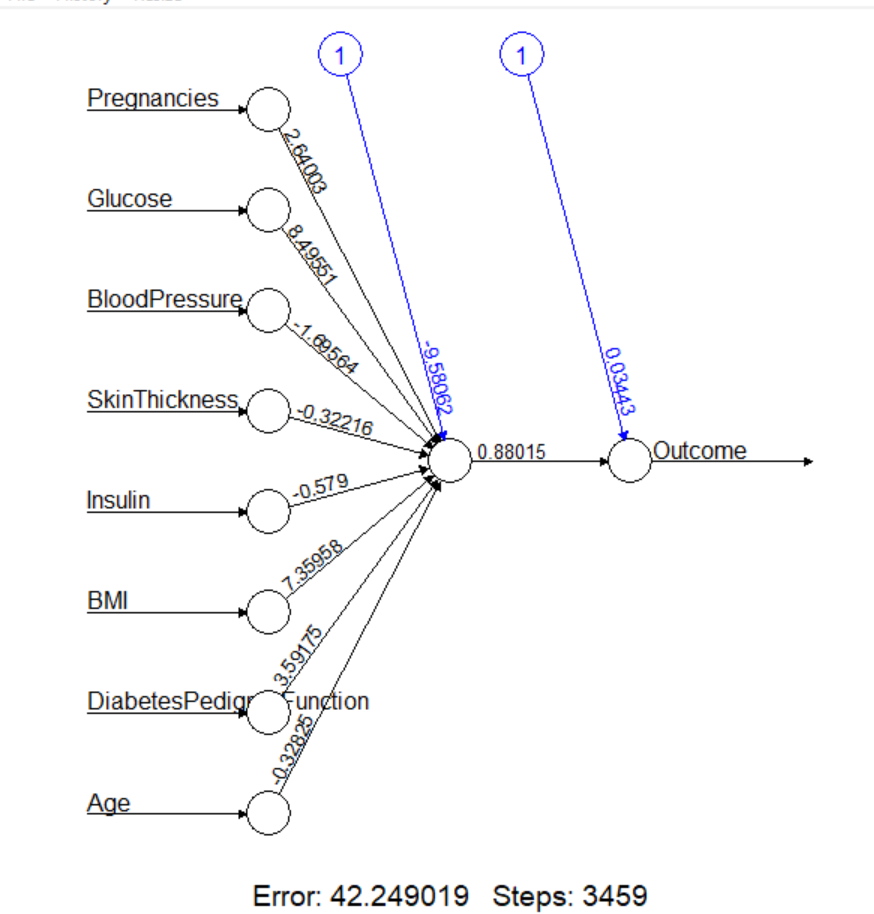 1
1
Pregnancies
2.64003
Glucose
8.49551
BloodPressure
-1.69564
-9.58062
0.03443
SkinThickness
-0.32216
0.88015
Outcome
Insulin
-0.579
BMI
7.35958
3.59175
-0.32825
Age
Error: 42.249019 Steps: 3459